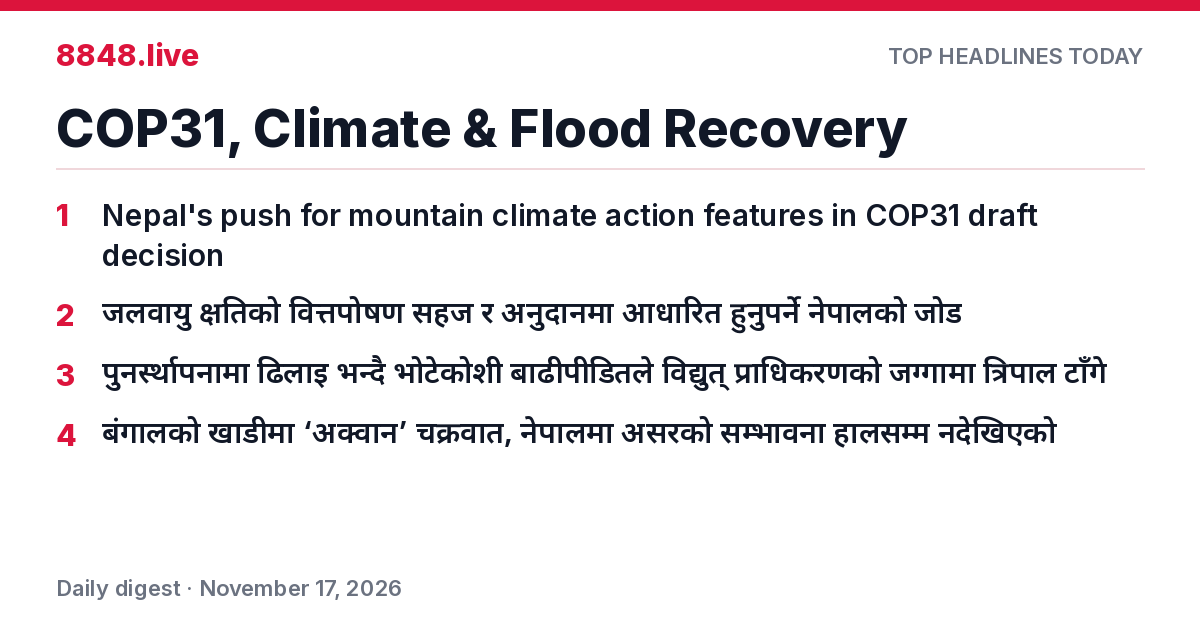 8848.live
TOP HEADLINES TODAY
COP31, Climate & Flood Recovery
1 Nepal's push for mountain climate action features in COP31 draft
decision
2 जलवायु क्षतिको वित्तपोषण सहज र अनुदानमा आधारित हुनुपर्ने नेपालको जोड
3 पुनर्स्थापनामा ढिलाइ भन्दै भोटेकोशी बाढीपीडितले विद्युत् प्राधिकरणको जग्गामा त्रिपाल टाँगे
4 बंगालको खाडीमा ‘अक्वान’ चक्रवात, नेपालमा असरको सम्भावना हालसम्म नदेखिएको
Daily digest · November 17, 2026